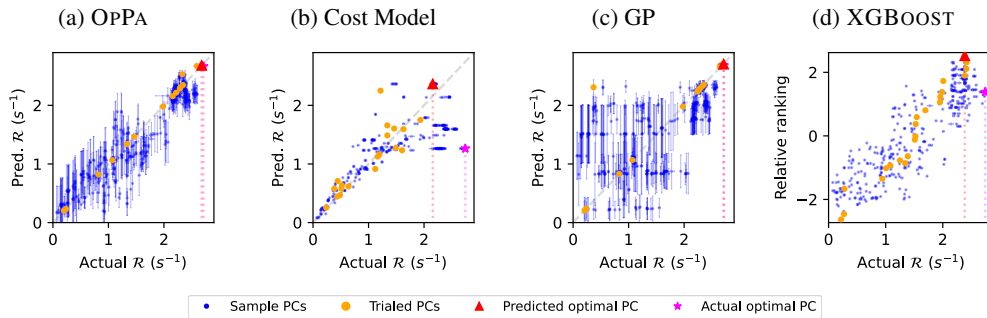 (a) OPPA
(b) Cost Model
(c) GP
(d) XGBOOST
Pred. R (s⁻¹)
2
1
0
0
1
2
Actual R (s⁻¹)
Pred. R (s⁻¹)
3
2
1
0
0
1
2
Actual R (s⁻¹)
Pred. R (s⁻¹)
2
1
0
0
1
2
Actual R (s⁻¹)
Relative ranking
2
0
−2
0
1
2
Actual R (s⁻¹)
Sample PCs
Trialed PCs
Predicted optimal PC
Actual optimal PC